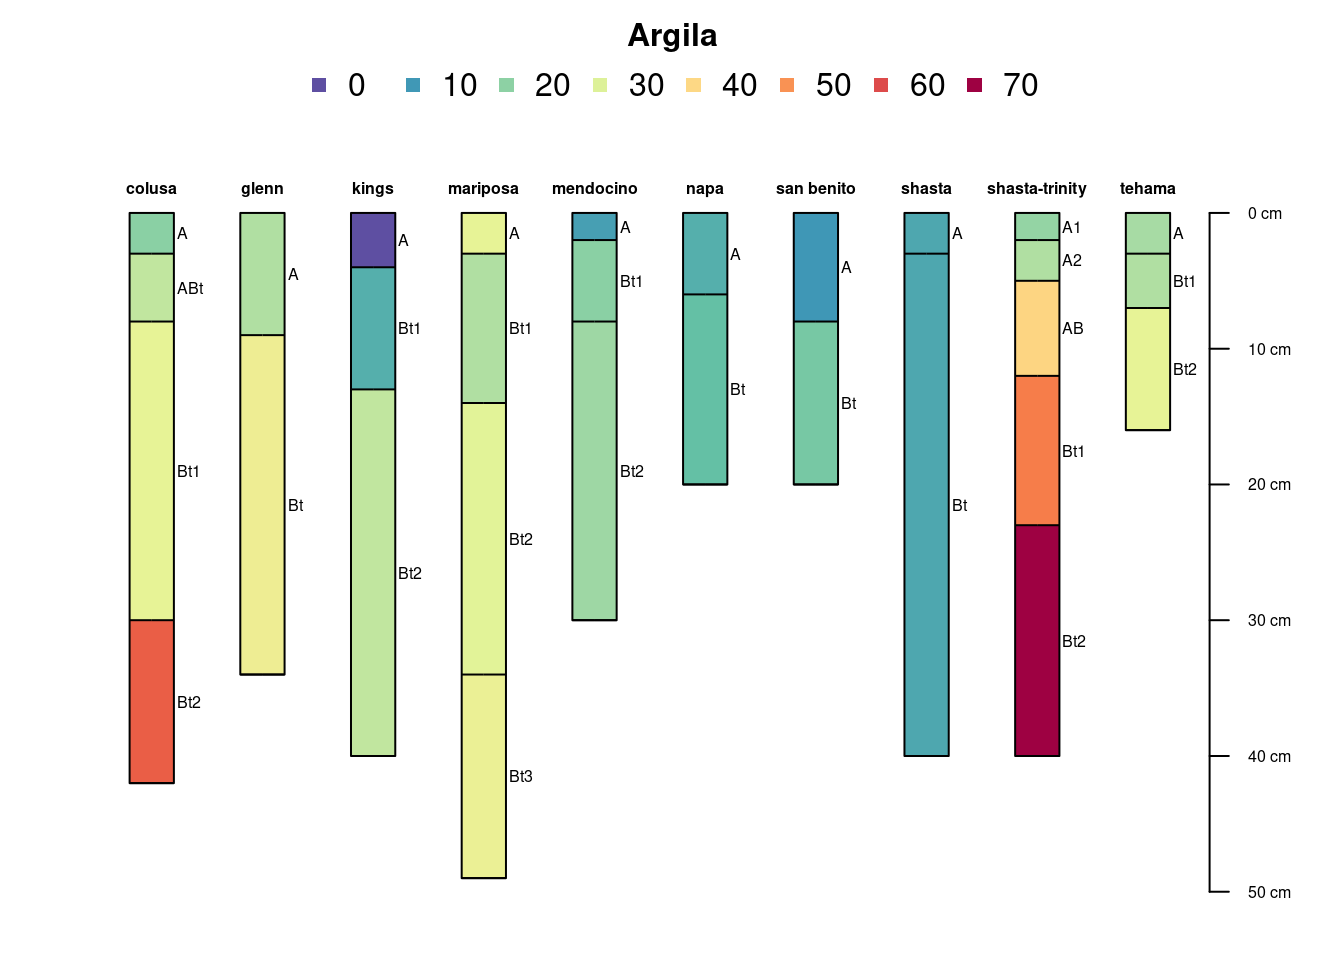 Argila
0 10 20 30 40 50 60 70
colusa glenn kings mariposa mendocino napa san benito shasta shasta-trinity tehama
A
ABt
Bt1
Bt2
A
Bt
A
Bt1
Bt2
A
Bt1
Bt2
Bt3
A
Bt1
Bt2
A
Bt
A
Bt
A
Bt
A1
A2
AB
Bt1
Bt2
A
Bt1
Bt2
0 cm
10 cm
20 cm
30 cm
40 cm
50 cm